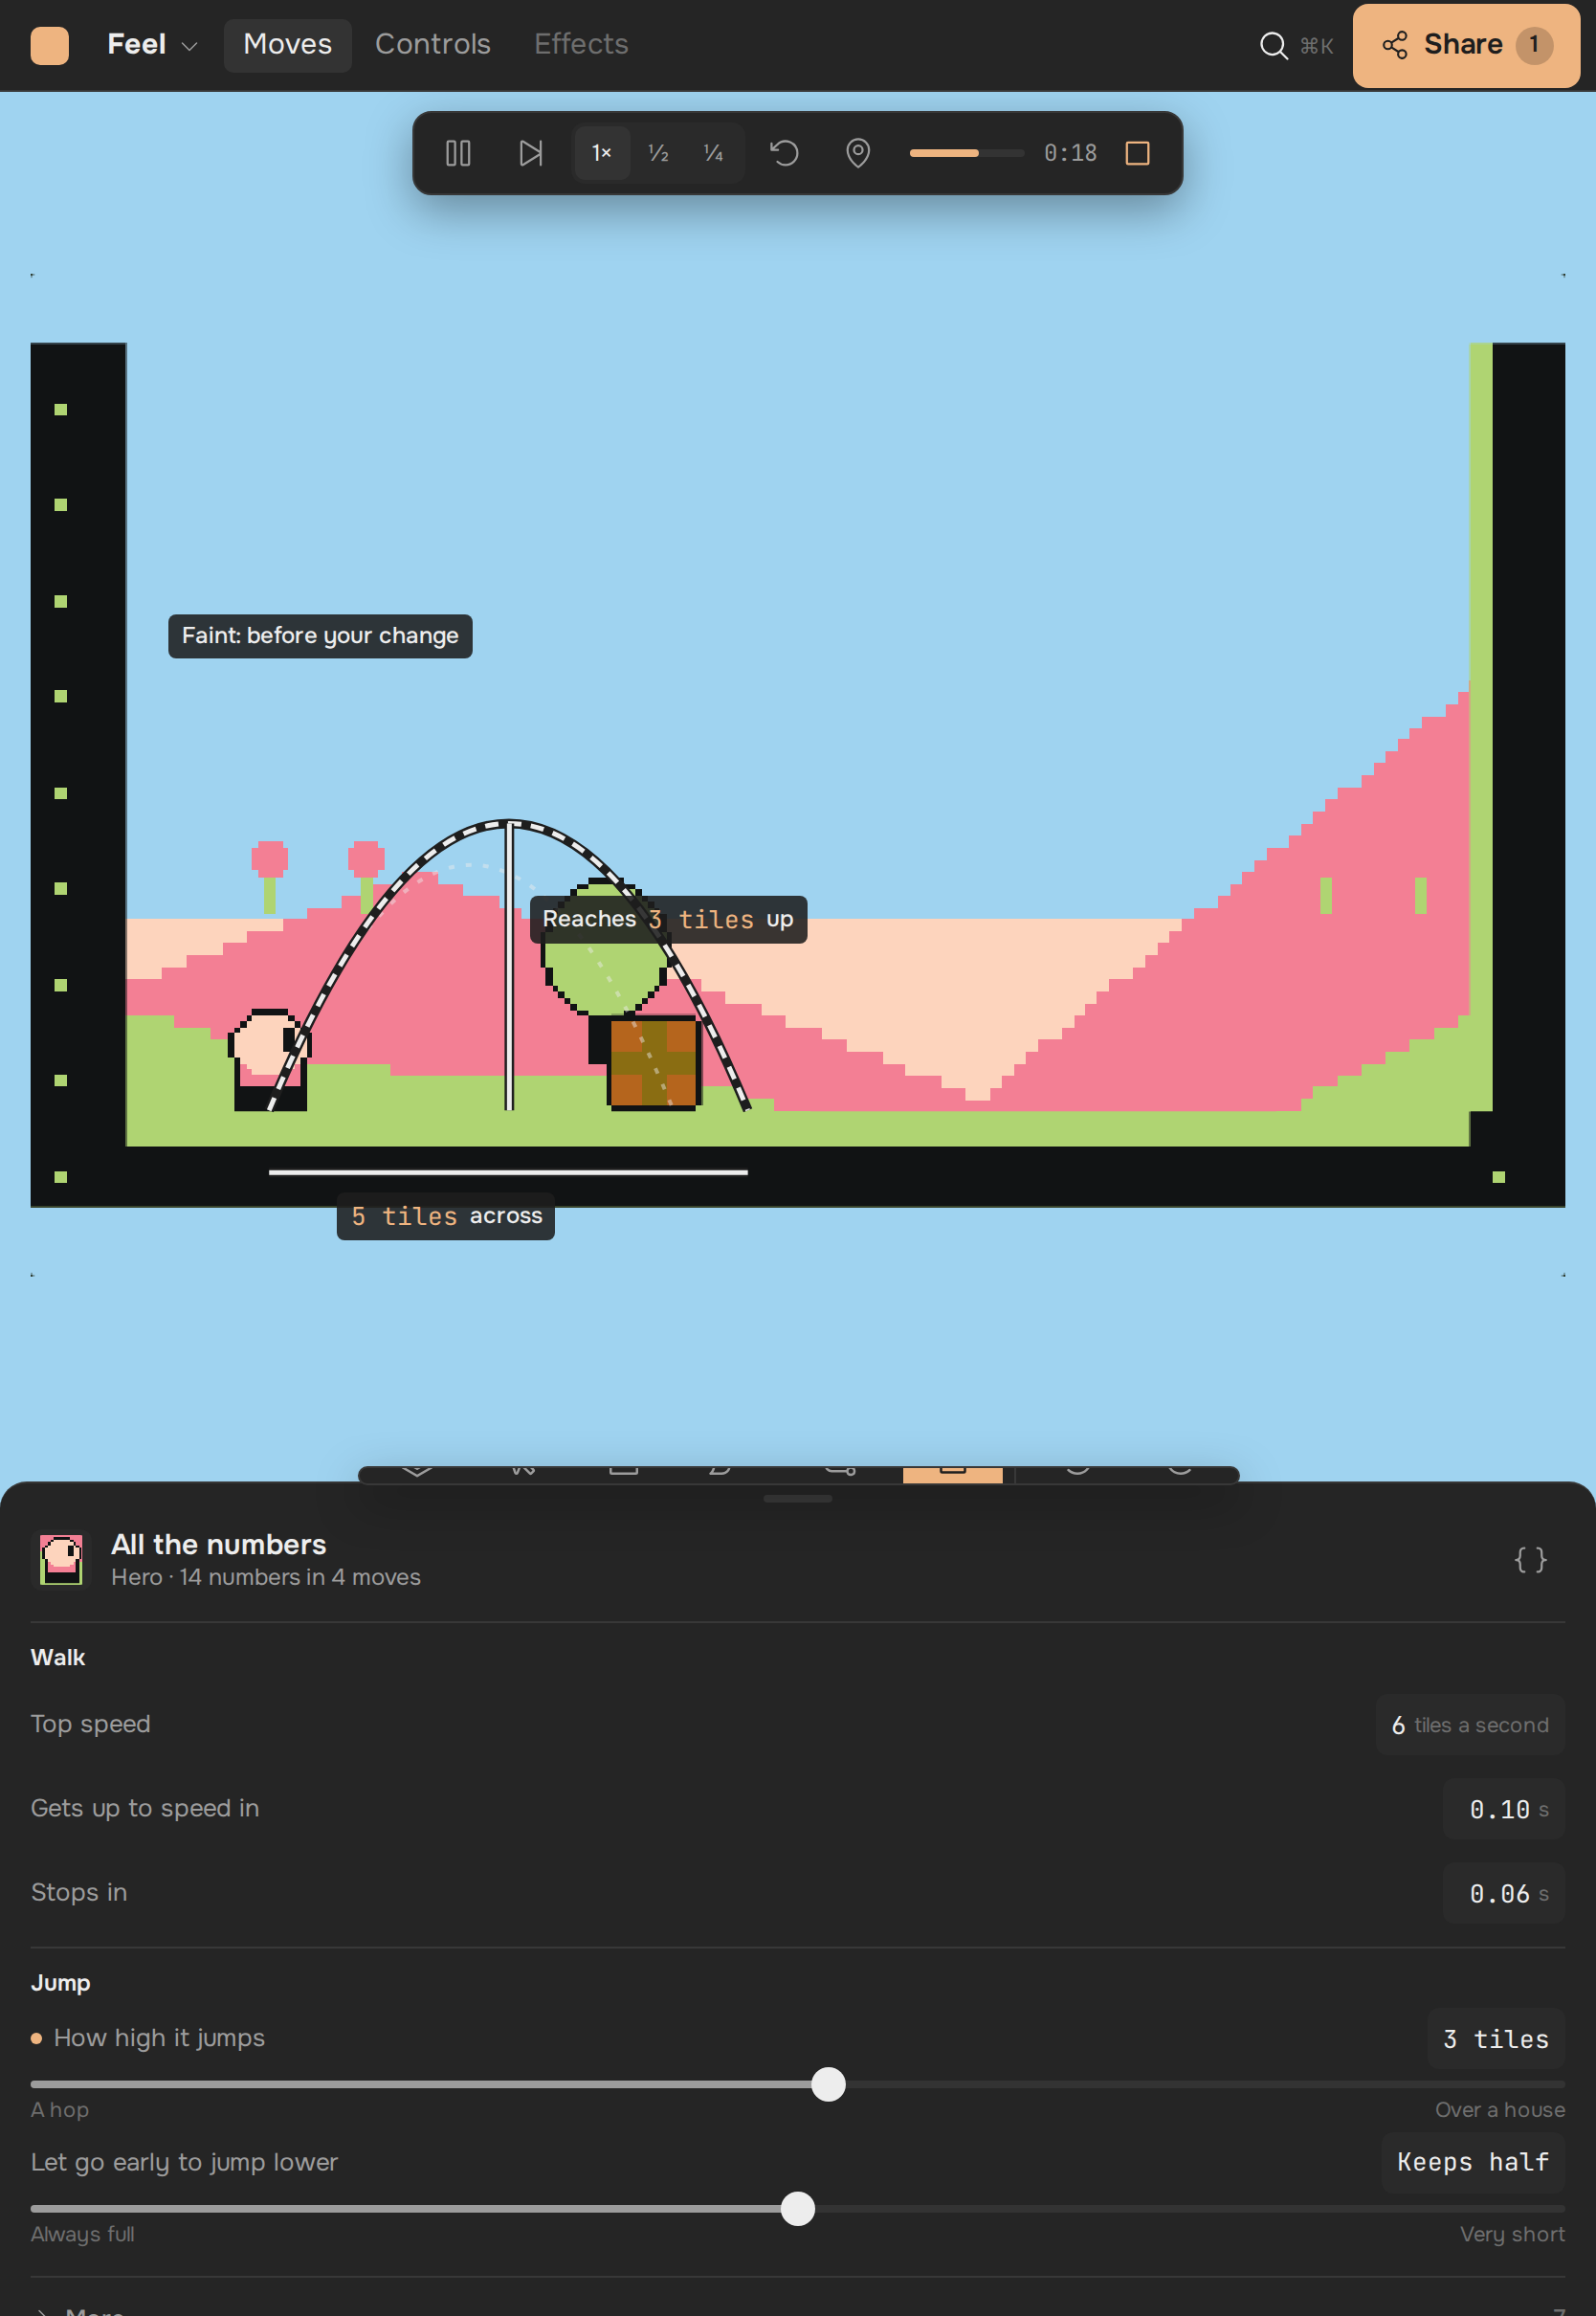 Feel Moves Controls Effects ⌘K Share 1
1× ½ ¼ 0:18
Faint: before your change
Reaches 3 tiles up
5 tiles across
All the numbers
Hero · 14 numbers in 4 moves
{ }
Walk
Top speed 6 tiles a second
Gets up to speed in 0.10 s
Stops in 0.06 s
Jump
How high it jumps 3 tiles
A hop Over a house
Let go early to jump lower Keeps half
Always full Very short